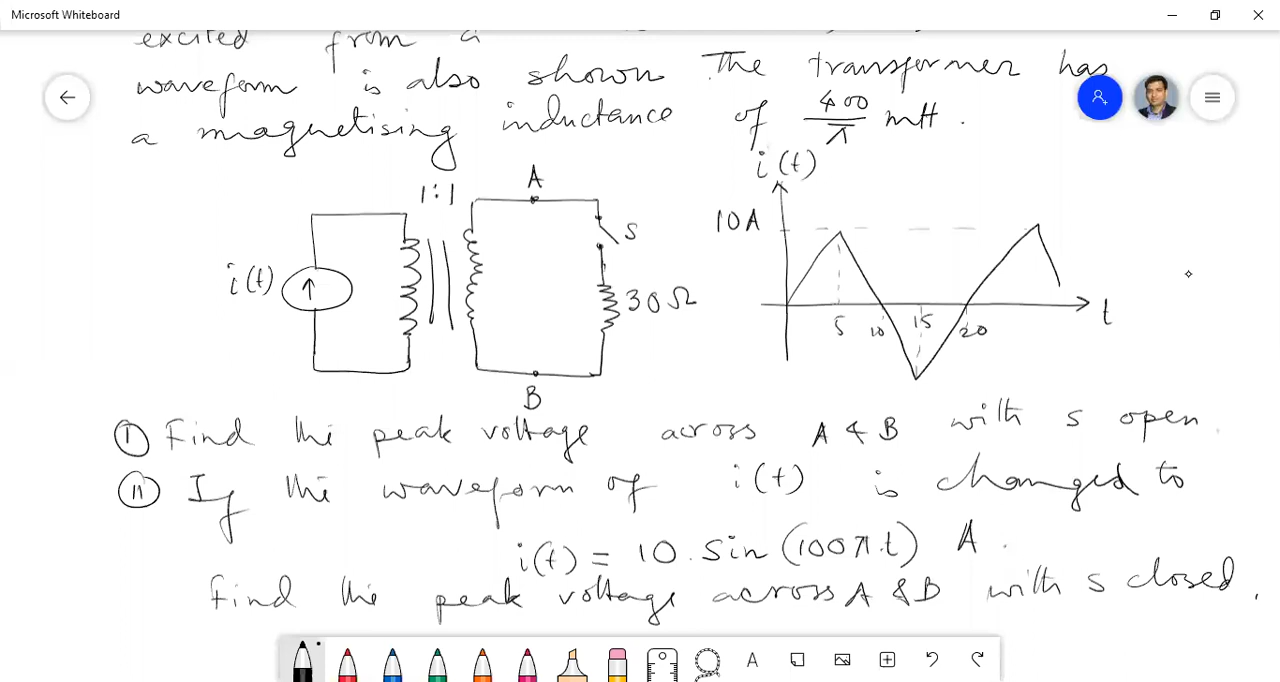 Microsoft Whiteboard
excited from a
waveform is also shown. The transformer has
a magnetising inductance of 400/π mH.
1:1
A
S
i(t)
30Ω
B
i(t)
10A
5
10
15
20
t
I Find the peak voltage across A & B with S open.
II If the waveform of i(t) is changed to
i(t) = 10. sin(100π.t) A.
find the peak voltage across A & B with S closed.
A